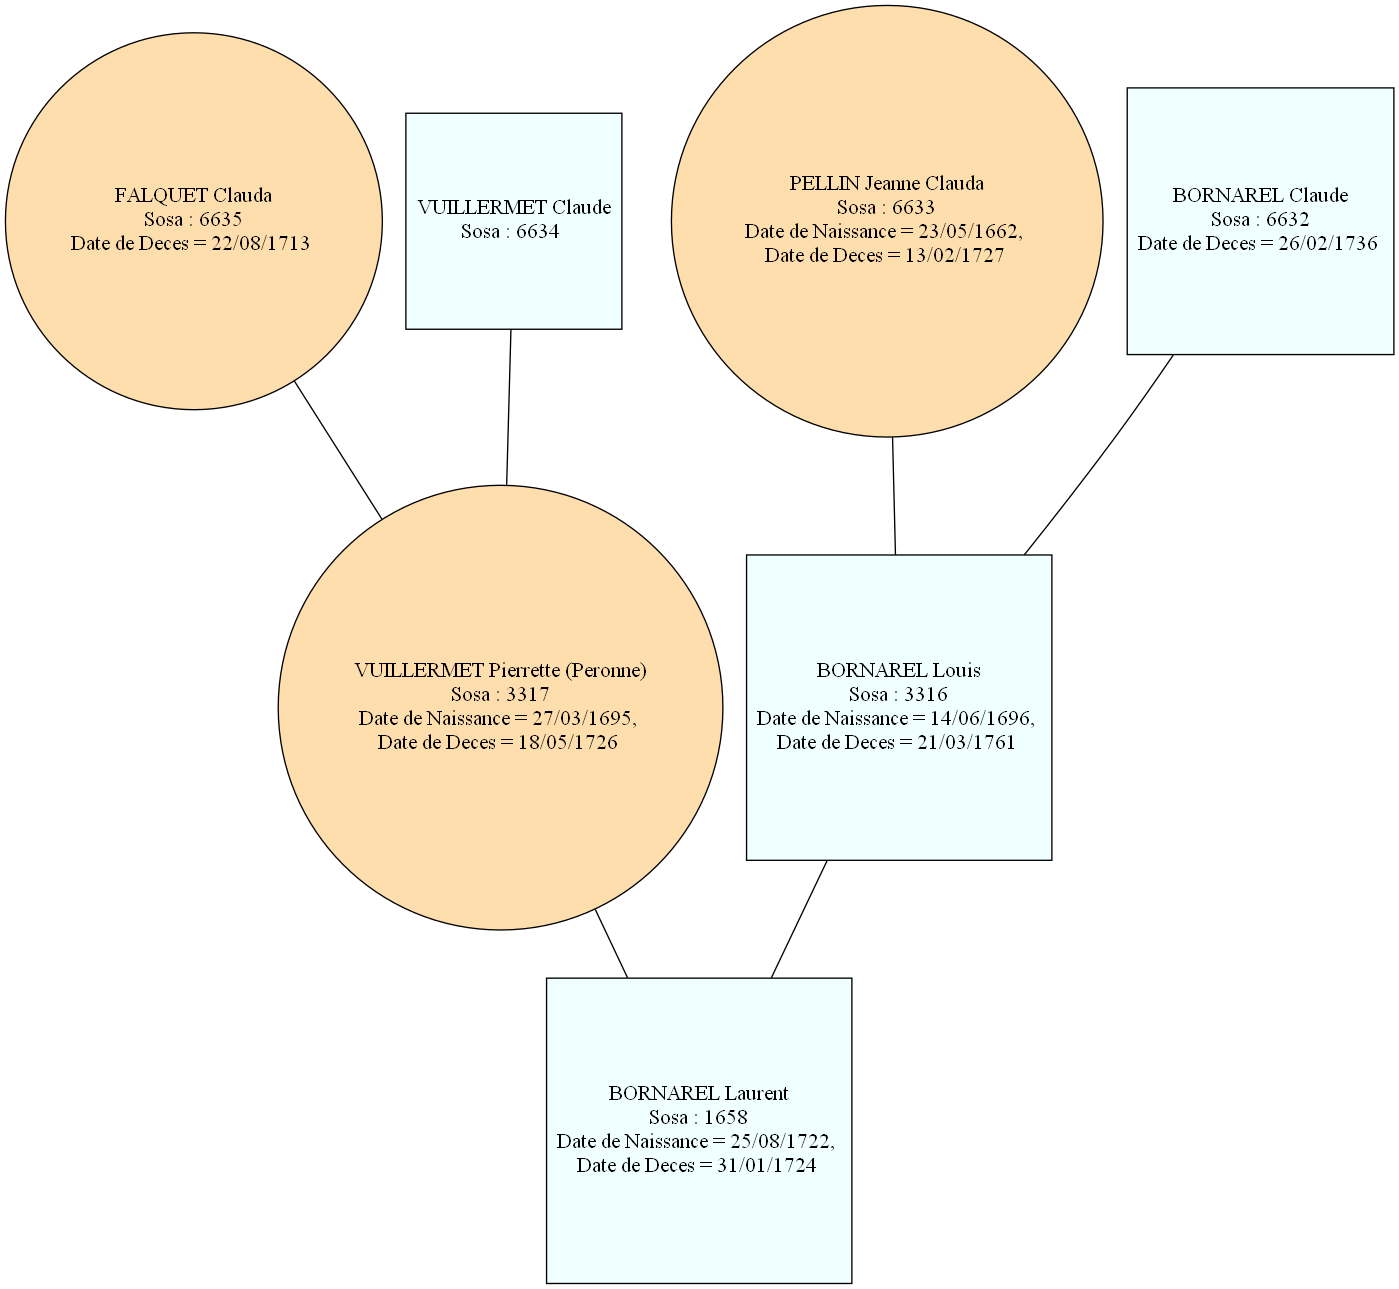 FALQUET Clauda
Sosa : 6635
Date de Deces = 22/08/1713
VUILLERMET Claude
Sosa : 6634
PELLIN Jeanne Clauda
Sosa : 6633
Date de Naissance = 23/05/1662,
Date de Deces = 13/02/1727
BORNAREL Claude
Sosa : 6632
Date de Deces = 26/02/1736
VUILLERMET Pierrette (Peronne)
Sosa : 3317
Date de Naissance = 27/03/1695,
Date de Deces = 18/05/1726
BORNAREL Louis
Sosa : 3316
Date de Naissance = 14/06/1696,
Date de Deces = 21/03/1761
BORNAREL Laurent
Sosa : 1658
Date de Naissance = 25/08/1722,
Date de Deces = 31/01/1724